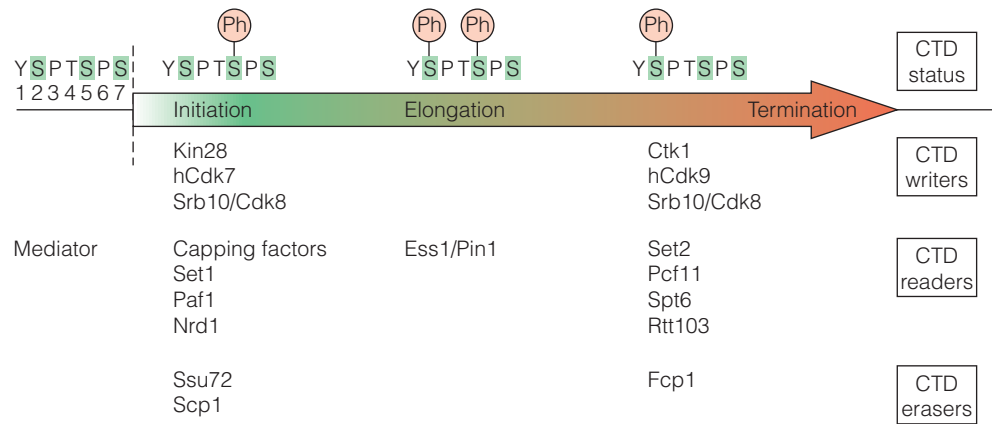 Ph Ph Ph Ph
YSPTSPS YSPTSPS YSPTSPS YSPTSPS
1234567
CTD
status
Initiation Elongation Termination
Kin28
hCdk7
Srb10/Cdk8
Ctk1
hCdk9
Srb10/Cdk8
CTD
writers
Mediator
Capping factors
Set1
Paf1
Nrd1
Ess1/Pin1
Set2
Pcf11
Spt6
Rtt103
CTD
readers
Ssu72
Scp1
Fcp1
CTD
erasers